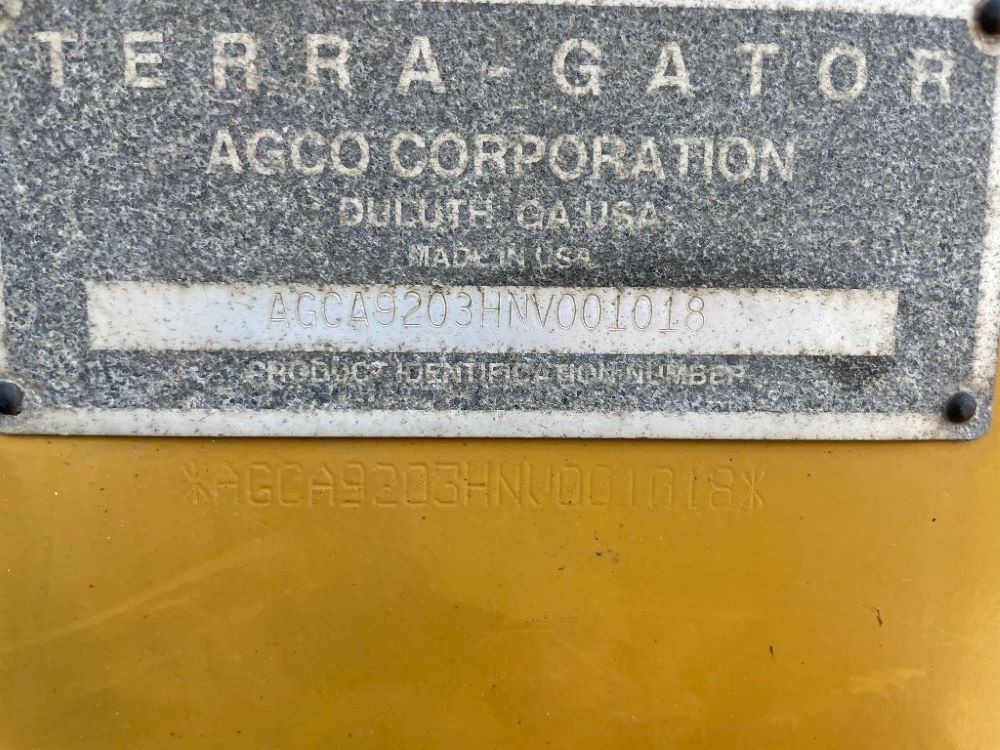 TERRA-GATOR
AGCO CORPORATION
DULUTH GA USA
MADE IN USA
AGCA9203HNV001018
PRODUCT IDENTIFICATION NUMBER
*AGCA9203HNV001018*